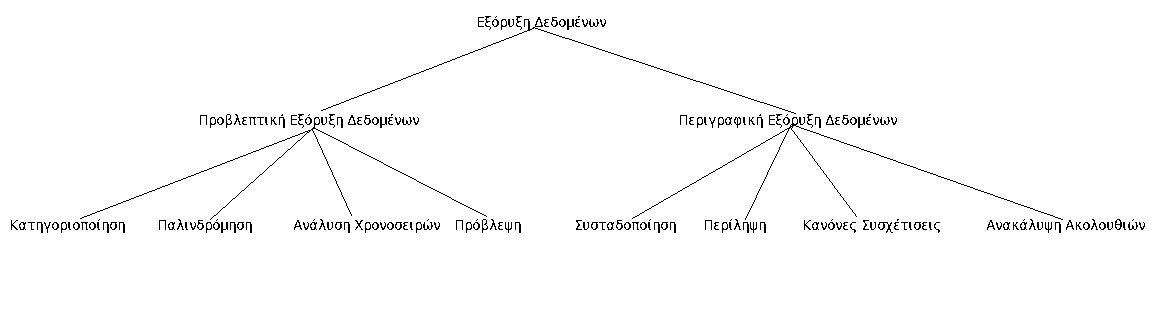 Εξόρυξη Δεδομένων
Προβλεπτική Εξόρυξη Δεδομένων
Περιγραφική Εξόρυξη Δεδομένων
Κατηγοριοποίηση
Παλινδρόμηση
Ανάλυση Χρονοσειρών
Πρόβλεψη
Συσταδοποίηση
Περίληψη
Κανόνες Συσχέτισεις
Ανακάλυψη Ακολουθιών